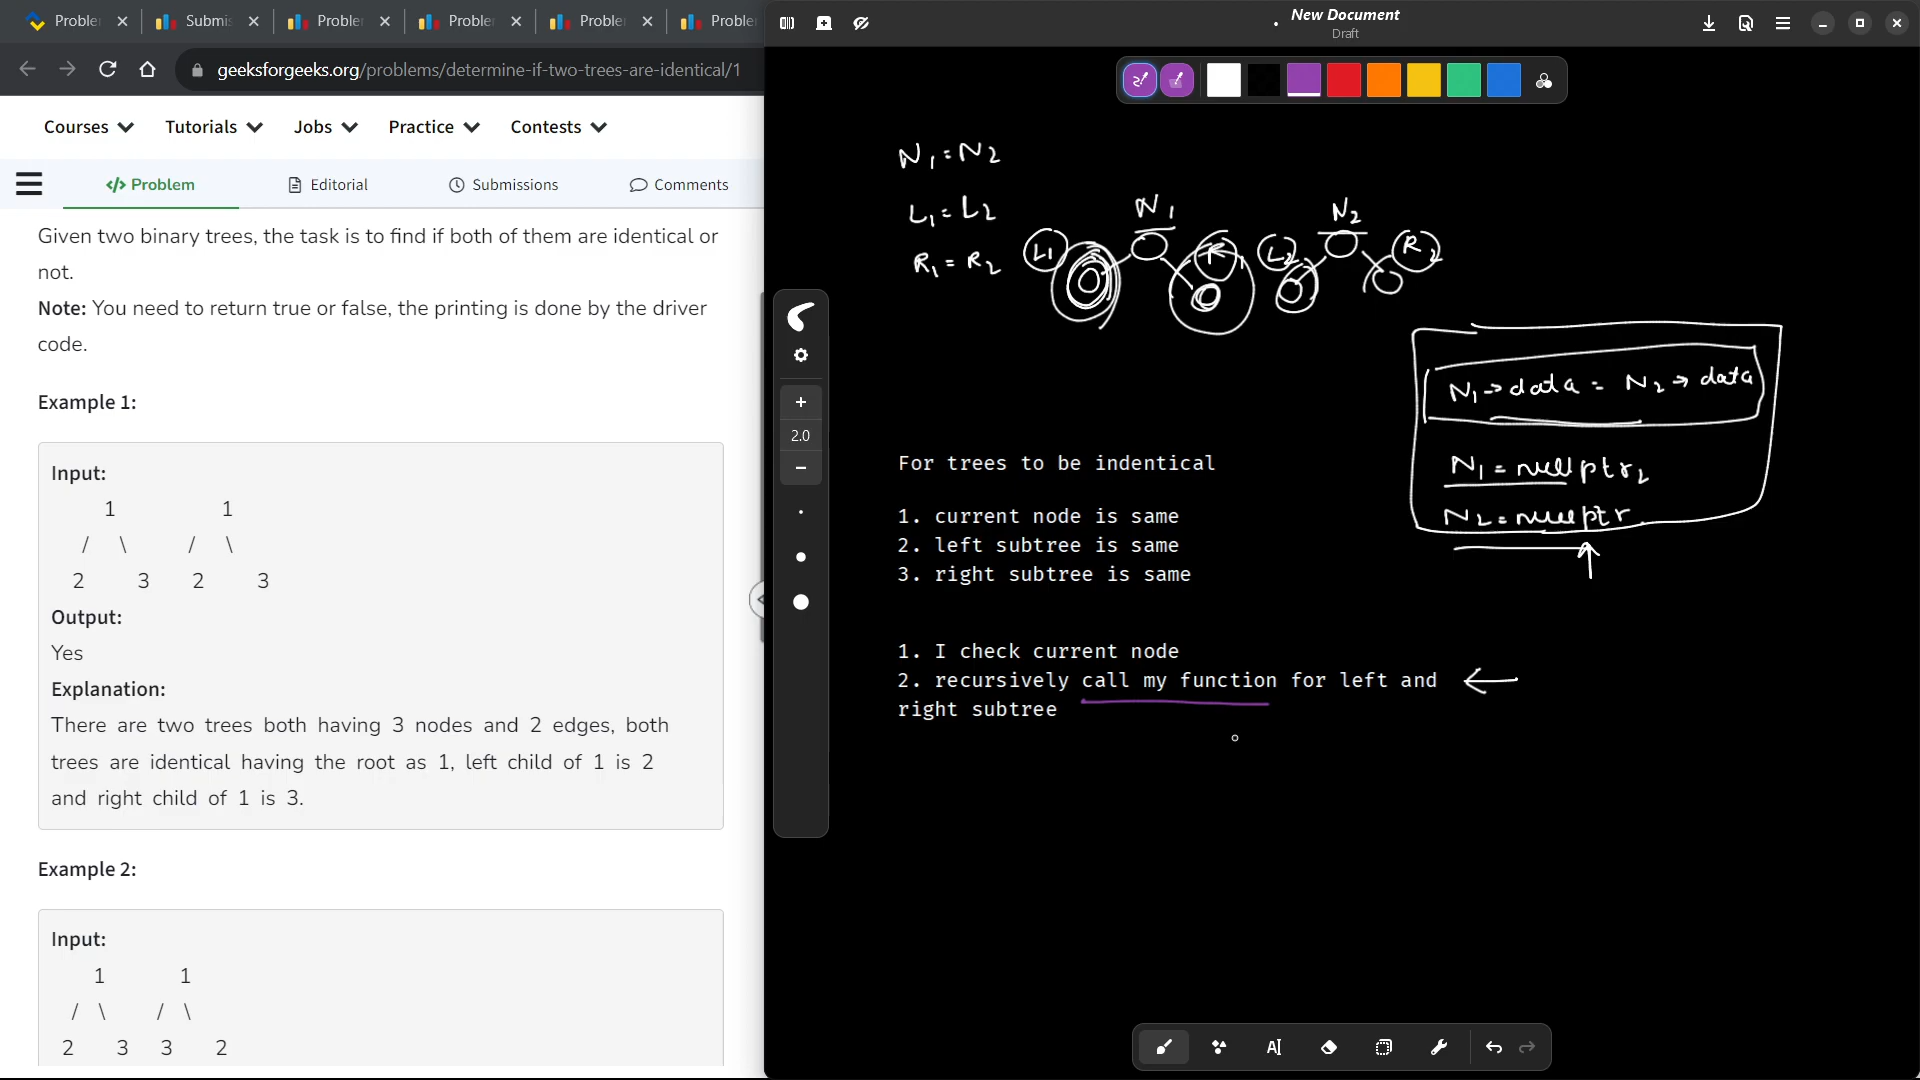 Proble
Submis
Proble
Proble
Proble
Proble
geeksforgeeks.org/problems/determine-if-two-trees-are-identical/1
Courses
Tutorials
Jobs
Practice
Contests
</> Problem
Editorial
Submissions
Comments
Given two binary trees, the task is to find if both of them are identical or
not.
Note: You need to return true or false, the printing is done by the driver
code.
Example 1:
Input:
1 1
/ \ / \
2 3 2 3
Output:
Yes
Explanation:
There are two trees both having 3 nodes and 2 edges, both
trees are identical having the root as 1, left child of 1 is 2
and right child of 1 is 3.
Example 2:
Input:
1 1
/ \ / \
2 3 3 2
New Document
Draft
+
2.0
−
N1 = N2
L1 = L2
R1 = R2
N1
N2
L1
R1
L2
R2
N1 → data = N2 → data
N1 = nullptr2
N2 = nullptr
For trees to be indentical
1. current node is same
2. left subtree is same
3. right subtree is same
1. I check current node
2. recursively call my function for left and
right subtree